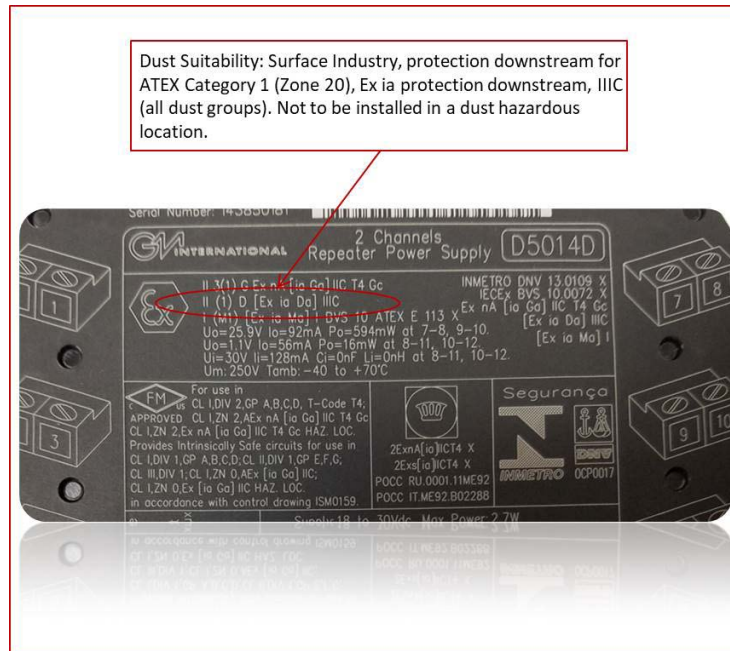 Dust Suitability: Surface Industry, protection downstream for
ATEX Category 1 (Zone 20), Ex ia protection downstream, IIIC
(all dust groups). Not to be installed in a dust hazardous
location.
Serial Number: 143850181
GM INTERNATIONAL
2 Channels
Repeater Power Supply
D5014D
II 3(1) G Ex nA [ia Ga] IIC T4 Gc
II (1) D [Ex ia Da] IIIC
I (M1) [Ex ia Ma] I BVS 10 ATEX E 113 X
Uo=25.9V Io=92mA Po=594mW at 7-8, 9-10.
Uo=1.1V Io=56mA Po=16mW at 8-11, 10-12.
Ui=30V Ii=128mA Ci=0nF Li=0nH at 8-11, 10-12.
Um: 250V Tamb: -40 to +70°C
INMETRO DNV 13.0109 X
IECEx BVS 10.0072 X
Ex nA [ia Ga] IIC T4 Gc
[Ex ia Da] IIIC
[Ex ia Ma] I
Ex
1
3
7
8
9
10
FM
C
US
APPROVED
For use in
CL I,DIV 2,GP A,B,C,D, T-Code T4;
CL I,ZN 2,AEx nA [ia Ga] IIC T4 Gc
CL I,ZN 2,Ex nA [ia Ga] IIC T4 Gc HAZ. LOC.
Provides Intrinsically Safe circuits for use in
CL I,DIV 1,GP A,B,C,D; CL II,DIV 1,GP E,F,G;
CL III,DIV 1; CL I,ZN 0,AEx [ia Ga] IIC;
CL I,ZN 0,Ex [ia Ga] IIC HAZ. LOC.
in accordance with control drawing ISM0159.
2ExnA[ia]IICT4 X
2Exs[ia]IICT4 X
POCC RU.0001.11ME92
POCC IT.ME92.B02288
Segurança
INMETRO
DNV
OCP0017
Supply:18 to 30Vdc Max Power: 2.7W